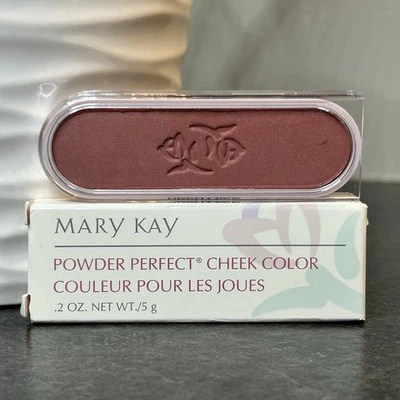 MARY KAY
POWDER PERFECT® CHEEK COLOR
COULEUR POUR LES JOUES
.2 OZ. NET WT./5 g